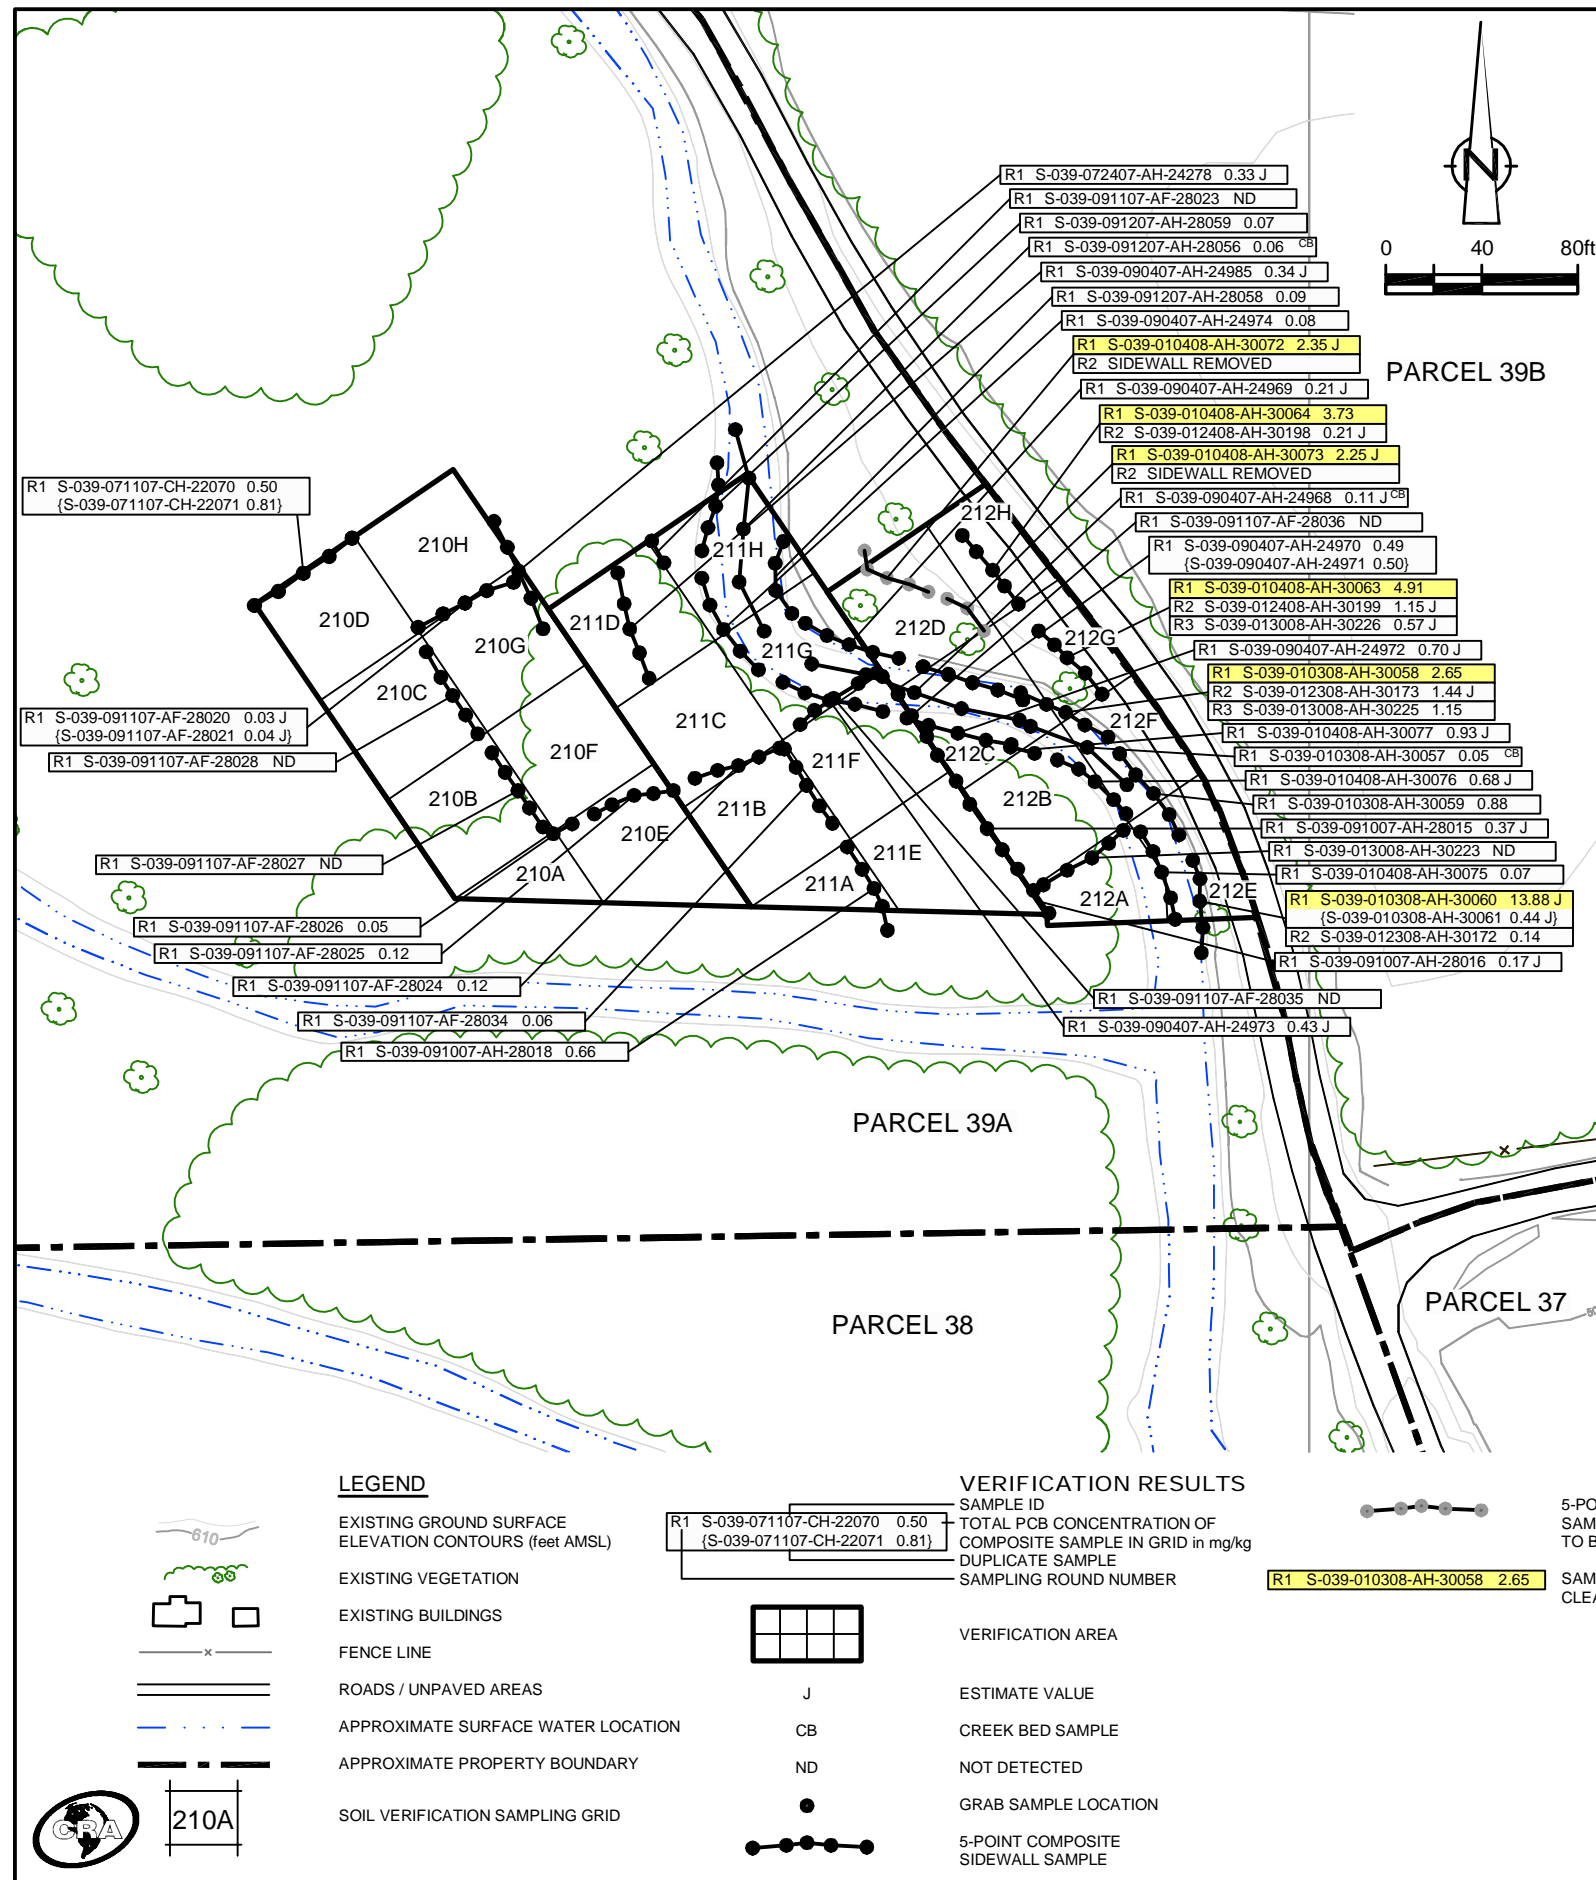 N
0 40 80ft
R1 S-039-072407-AH-24278 0.33 J
R1 S-039-091107-AF-28023 ND
R1 S-039-091207-AH-28059 0.07
R1 S-039-091207-AH-28056 0.06 CB
R1 S-039-090407-AH-24985 0.34 J
R1 S-039-091207-AH-28058 0.09
R1 S-039-090407-AH-24974 0.08
R1 S-039-010408-AH-30072 2.35 J
R2 SIDEWALL REMOVED
PARCEL 39B
R1 S-039-090407-AH-24969 0.21 J
R1 S-039-010408-AH-30064 3.73
R2 S-039-012408-AH-30198 0.21 J
R1 S-039-010408-AH-30073 2.25 J
R2 SIDEWALL REMOVED
R1 S-039-090407-AH-24968 0.11 J CB
R1 S-039-091107-AF-28036 ND
R1 S-039-090407-AH-24970 0.49
{S-039-090407-AH-24971 0.50}
R1 S-039-010408-AH-30063 4.91
R2 S-039-012408-AH-30199 1.15 J
R3 S-039-013008-AH-30226 0.57 J
R1 S-039-090407-AH-24972 0.70 J
R1 S-039-010308-AH-30058 2.65
R2 S-039-012308-AH-30173 1.44 J
R3 S-039-013008-AH-30225 1.15
R1 S-039-010408-AH-30077 0.93 J
R1 S-039-010308-AH-30057 0.05 CB
R1 S-039-010408-AH-30076 0.68 J
R1 S-039-010308-AH-30059 0.88
R1 S-039-091007-AH-28015 0.37 J
R1 S-039-013008-AH-30223 ND
R1 S-039-010408-AH-30075 0.07
R1 S-039-010308-AH-30060 13.88 J
{S-039-010308-AH-30061 0.44 J}
R2 S-039-012308-AH-30172 0.14
R1 S-039-091007-AH-28016 0.17 J
R1 S-039-091107-AF-28035 ND
R1 S-039-090407-AH-24973 0.43 J
R1 S-039-071107-CH-22070 0.50
{S-039-071107-CH-22071 0.81}
R1 S-039-091107-AF-28020 0.03 J
{S-039-091107-AF-28021 0.04 J}
R1 S-039-091107-AF-28028 ND
R1 S-039-091107-AF-28027 ND
R1 S-039-091107-AF-28026 0.05
R1 S-039-091107-AF-28025 0.12
R1 S-039-091107-AF-28024 0.12
R1 S-039-091107-AF-28034 0.06
R1 S-039-091007-AH-28018 0.66
210H
210D
210G
210C
210F
210B
210E
210A
211H
211D
211G
211C
211F
211B
211E
211A
212H
212D
212G
212F
212C
212B
212E
212A
PARCEL 39A
PARCEL 38
PARCEL 37
LEGEND
610
EXISTING GROUND SURFACE
ELEVATION CONTOURS (feet AMSL)
EXISTING VEGETATION
EXISTING BUILDINGS
x FENCE LINE
ROADS / UNPAVED AREAS
APPROXIMATE SURFACE WATER LOCATION
APPROXIMATE PROPERTY BOUNDARY
210A SOIL VERIFICATION SAMPLING GRID
CRA
VERIFICATION RESULTS
R1 S-039-071107-CH-22070 0.50
{S-039-071107-CH-22071 0.81}
SAMPLE ID
TOTAL PCB CONCENTRATION OF
COMPOSITE SAMPLE IN GRID in mg/kg
DUPLICATE SAMPLE
SAMPLING ROUND NUMBER
VERIFICATION AREA
J ESTIMATE VALUE
CB CREEK BED SAMPLE
ND NOT DETECTED
GRAB SAMPLE LOCATION
5-POINT COMPOSITE
SIDEWALL SAMPLE
5-PO
SAM
TO B
R1 S-039-010308-AH-30058 2.65
SAM
CLEA